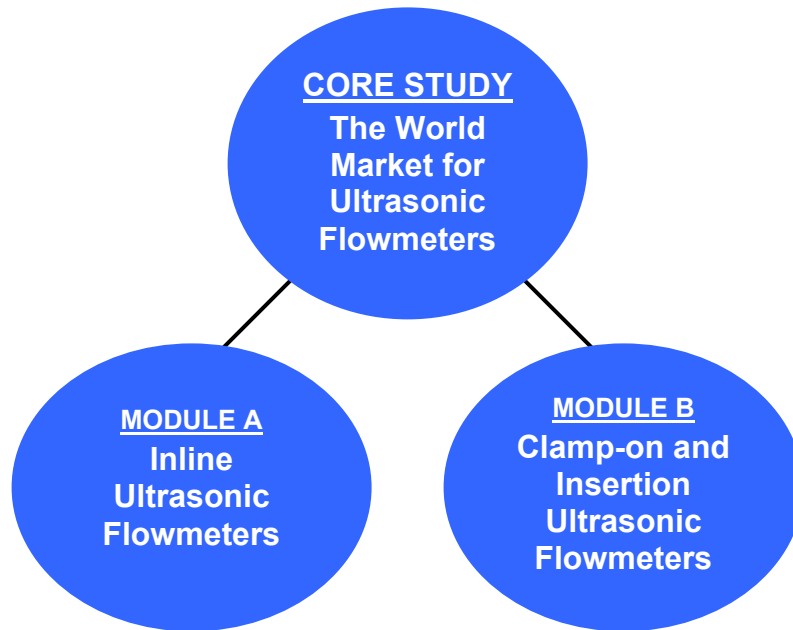 CORE STUDY
The World
Market for
Ultrasonic
Flowmeters
MODULE A
Inline
Ultrasonic
Flowmeters
MODULE B
Clamp-on and
Insertion
Ultrasonic
Flowmeters